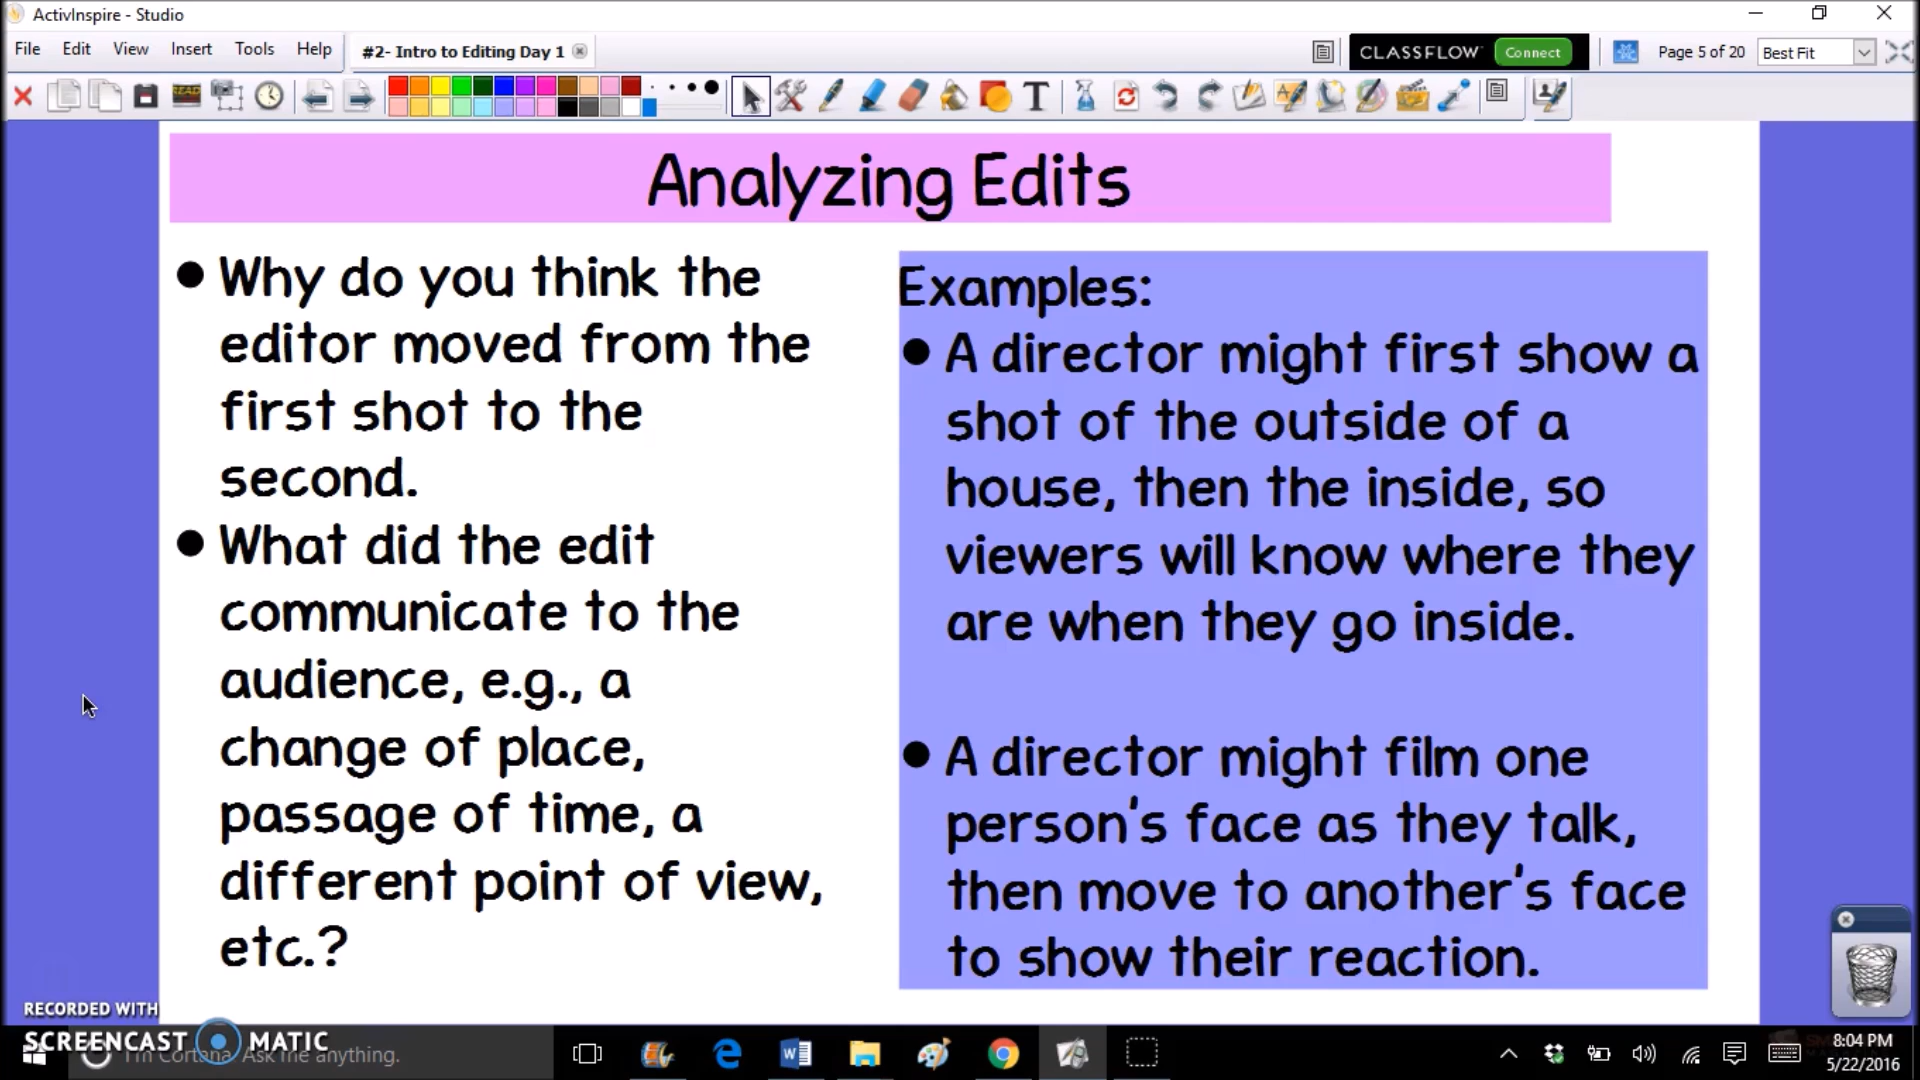 ActivInspire - Studio
File Edit View Insert Tools Help
#2- Intro to Editing Day 1
CLASSFLOW Connect
Page 5 of 20
Best Fit
READ
Analyzing Edits
• Why do you think the
editor moved from the
first shot to the
second.
• What did the edit
communicate to the
audience, e.g., a
change of place,
passage of time, a
different point of view,
etc.?
Examples:
• A director might first show a
shot of the outside of a
house, then the inside, so
viewers will know where they
are when they go inside.
• A director might film one
person's face as they talk,
then move to another's face
to show their reaction.
RECORDED WITH
SCREENCAST MATIC
I'm Cortana. Ask me anything.
8:04 PM
5/22/2016